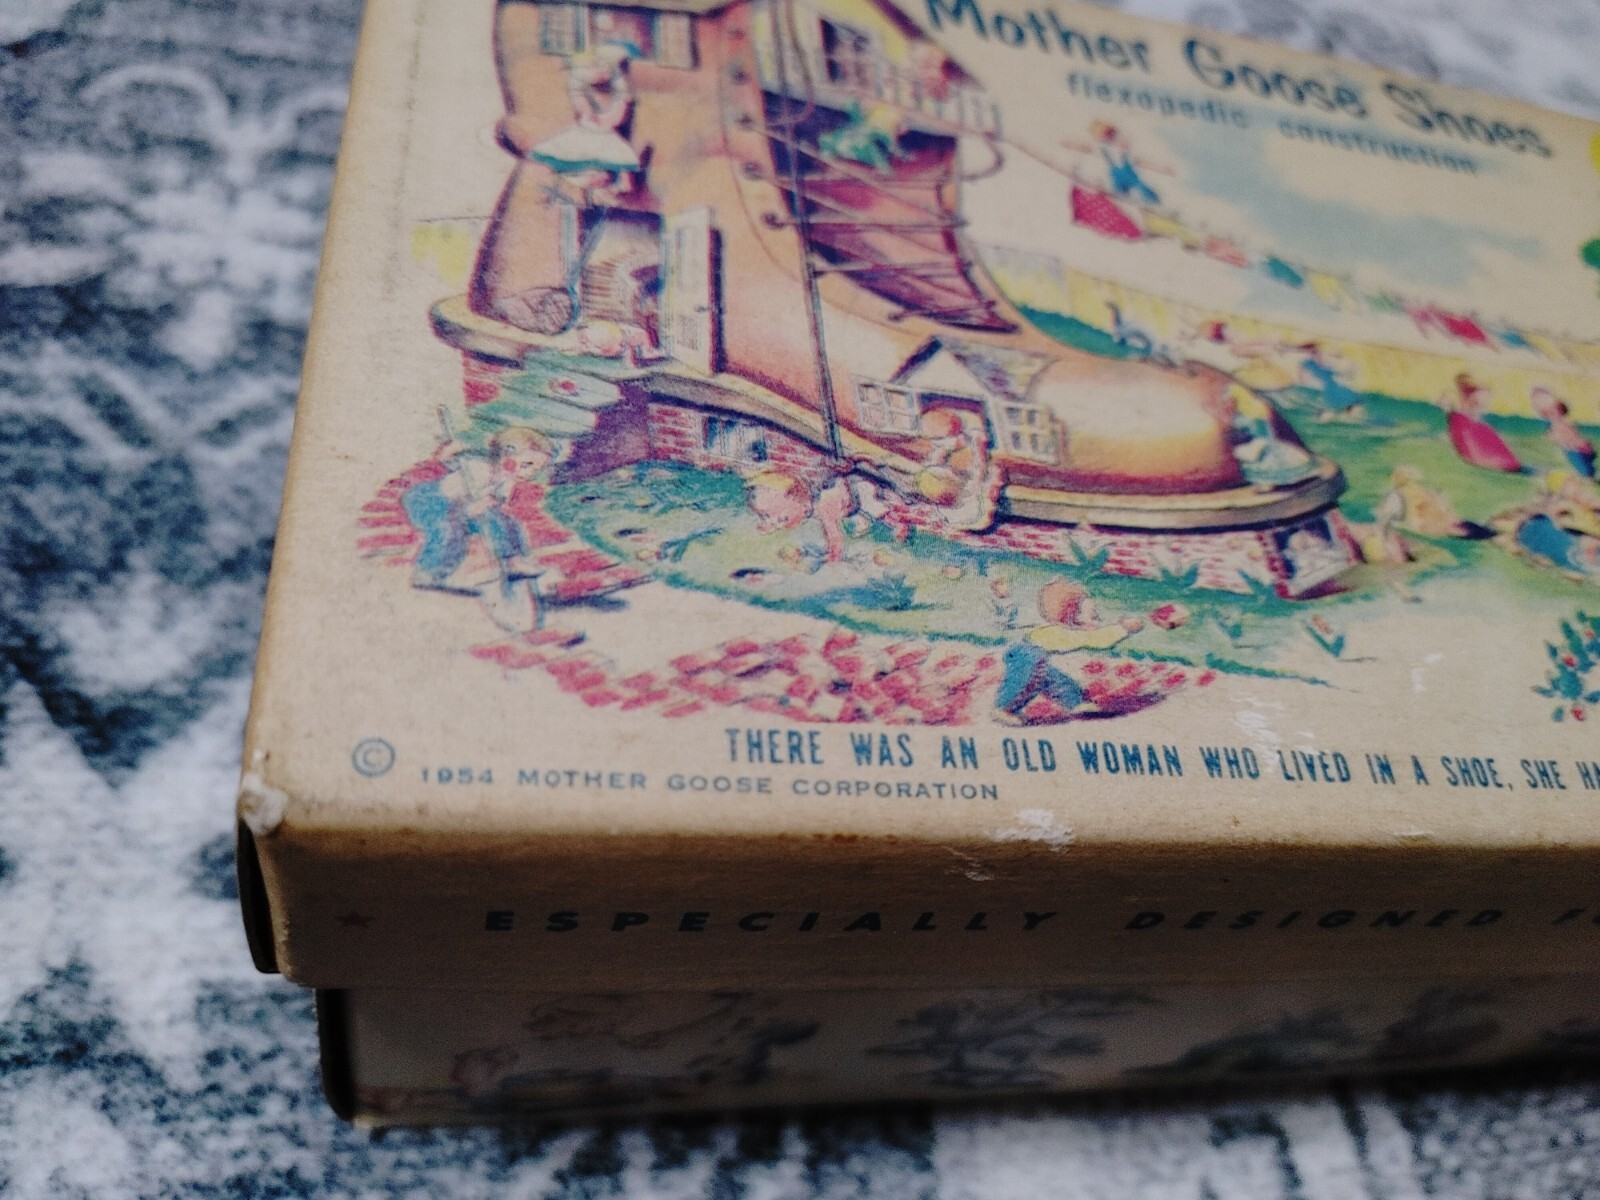 Mother Goose Shoes
flexopedic construction
THERE WAS AN OLD WOMAN WHO LIVED IN A SHOE, SHE HA
© 1954 MOTHER GOOSE CORPORATION
ESPECIALLY DESIGNED